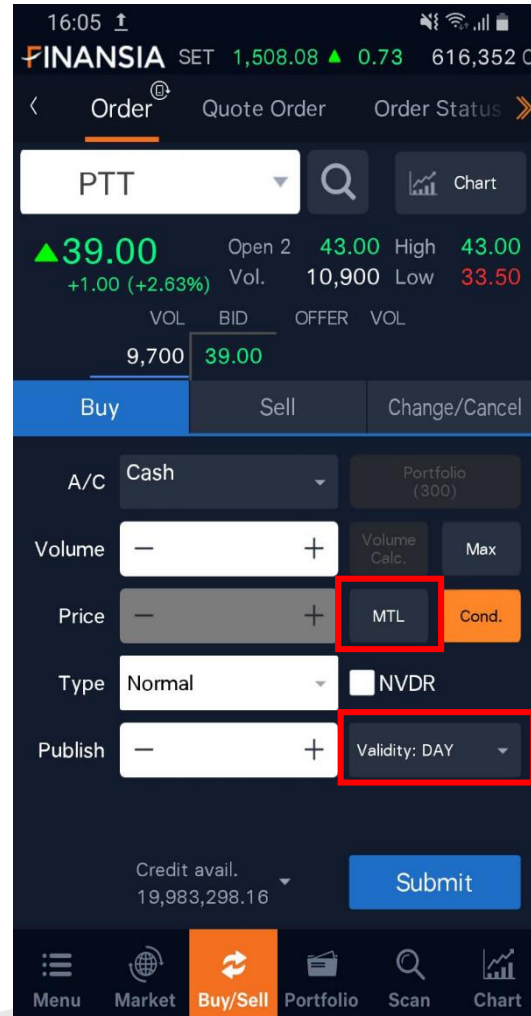 16:05
FINANSIA SET 1,508.08 ▲ 0.73 616,352
Order Quote Order Order Status
PTT Chart
▲39.00 Open 2 43.00 High 43.00
+1.00 (+2.63%) Vol. 10,900 Low 33.50
VOL BID OFFER VOL
9,700 39.00
Buy Sell Change/Cancel
A/C Cash Portfolio
(300)
Volume − + Volume
Calc. Max
Price − + MTL Cond.
Type Normal NVDR
Publish − + Validity: DAY
Credit avail.
19,983,298.16 Submit
Menu Market Buy/Sell Portfolio Scan Chart